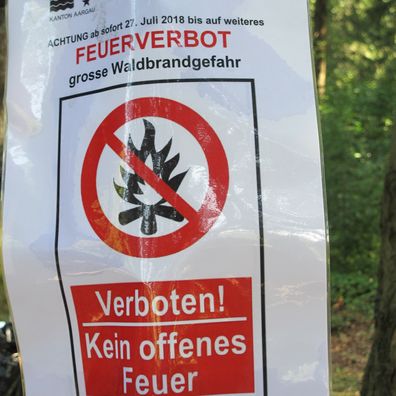 KANTON AARGAU
ACHTUNG ab sofort 27. Juli 2018 bis auf weiteres
FEUERVERBOT
grosse Waldbrandgefahr
Verboten!
Kein offenes
Feuer